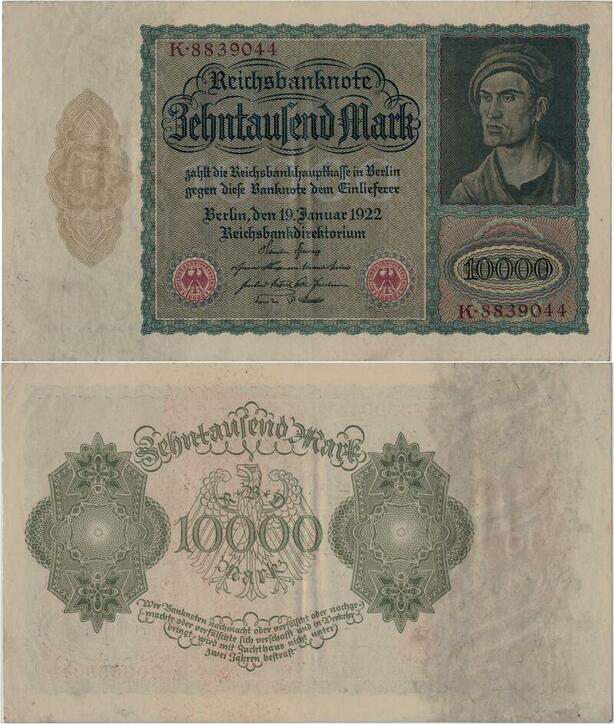 K·8839044
Reichsbanknote
Zehntausend Mark
zahlt die Reichsbankhauptkasse in Berlin
gegen diese Banknote dem Einlieferer
Berlin, den 19. Januar 1922
Reichsbankdirektorium
10000
K·8839044
Zehntausend Mark
R·B·D
10000
Mark
Wer Banknoten nachmacht oder verfälscht oder nachge-
machte oder verfälschte sich verschafft und in Verkehr
bringt, wird mit Zuchthaus nicht unter
zwei Jahren bestraft